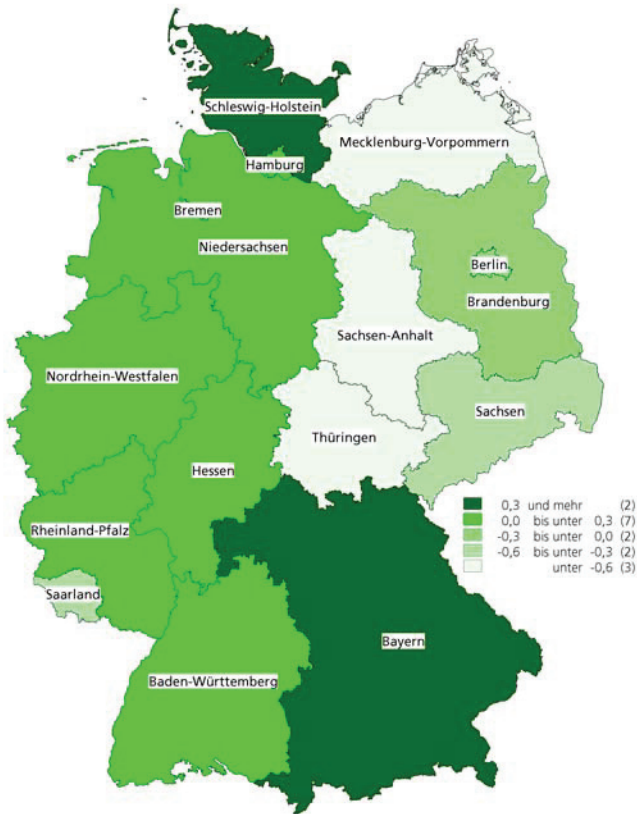 Schleswig-Holstein
Mecklenburg-Vorpommern
Hamburg
Bremen
Niedersachsen
Berlin
Brandenburg
Sachsen-Anhalt
Nordrhein-Westfalen
Sachsen
Thüringen
Hessen
0,3 und mehr (2)
0,0 bis unter 0,3 (7)
-0,3 bis unter 0,0 (2)
-0,6 bis unter -0,3 (2)
unter -0,6 (3)
Rheinland-Pfalz
Saarland
Bayern
Baden-Württemberg